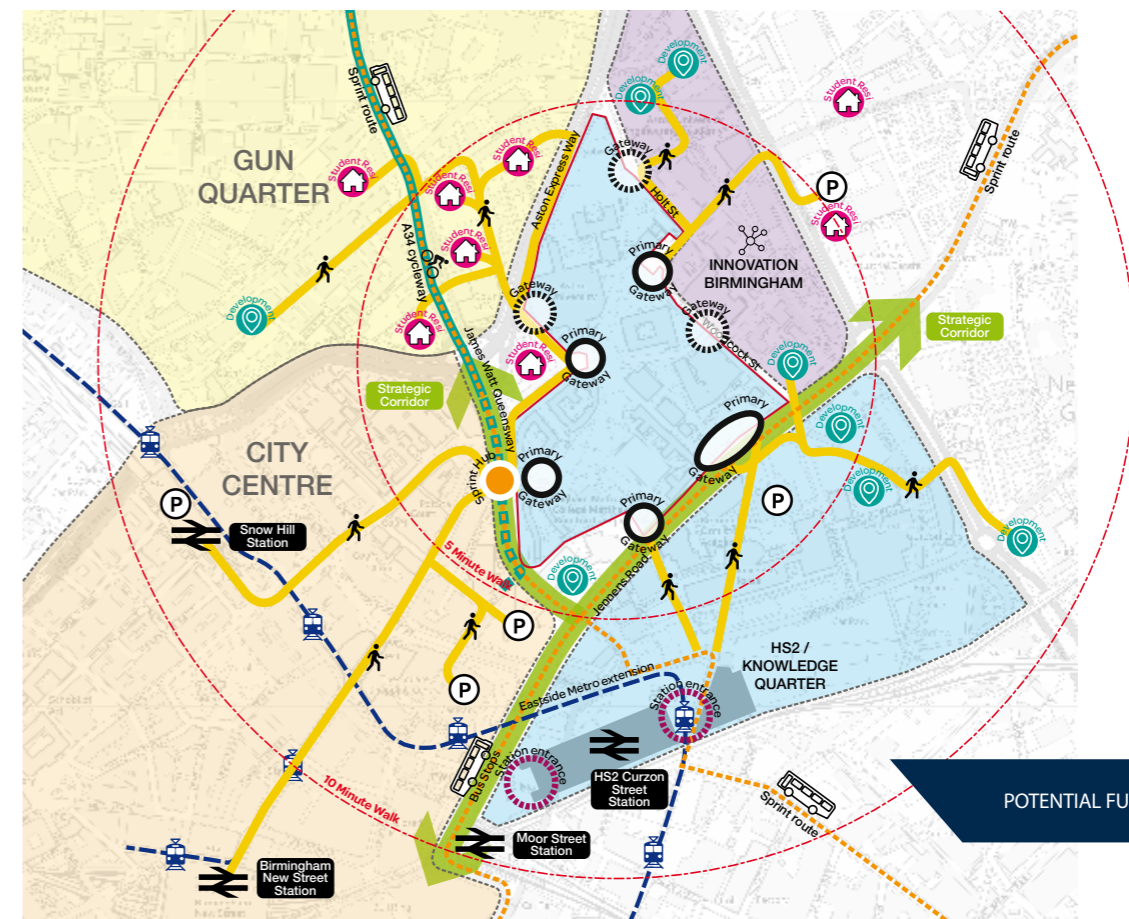 Development
Development
Sprint route
Student Resi
Sprint route
GUN
QUARTER
Student Resi
Student Resi
Student Resi
Aston Express Way
Gateway
Holt St
P
Student Resi
A34 cycleway
Student Resi
Primary
Gateway
INNOVATION
BIRMINGHAM
Development
Gateway
Gateway
Woodcock St
Student Resi
James Watt Queensway
Student Resi
Primary
Gateway
Strategic
Corridor
Development
Strategic
Corridor
CITY
CENTRE
Primary
Gateway
Development
Sprint Hub
Primary
Gateway
Development
P
Snow Hill
Station
P
Primary
Gateway
Development
5 Minute Walk
Development
Jennens Road
P
P
HS2 /
KNOWLEDGE
QUARTER
Eastside Metro extension
Station entrance
Bus Stops
Station entrance
HS2 Curzon
Street
Station
10 Minute Walk
Sprint route
POTENTIAL FU
Moor Street
Station
Birmingham
New Street
Station